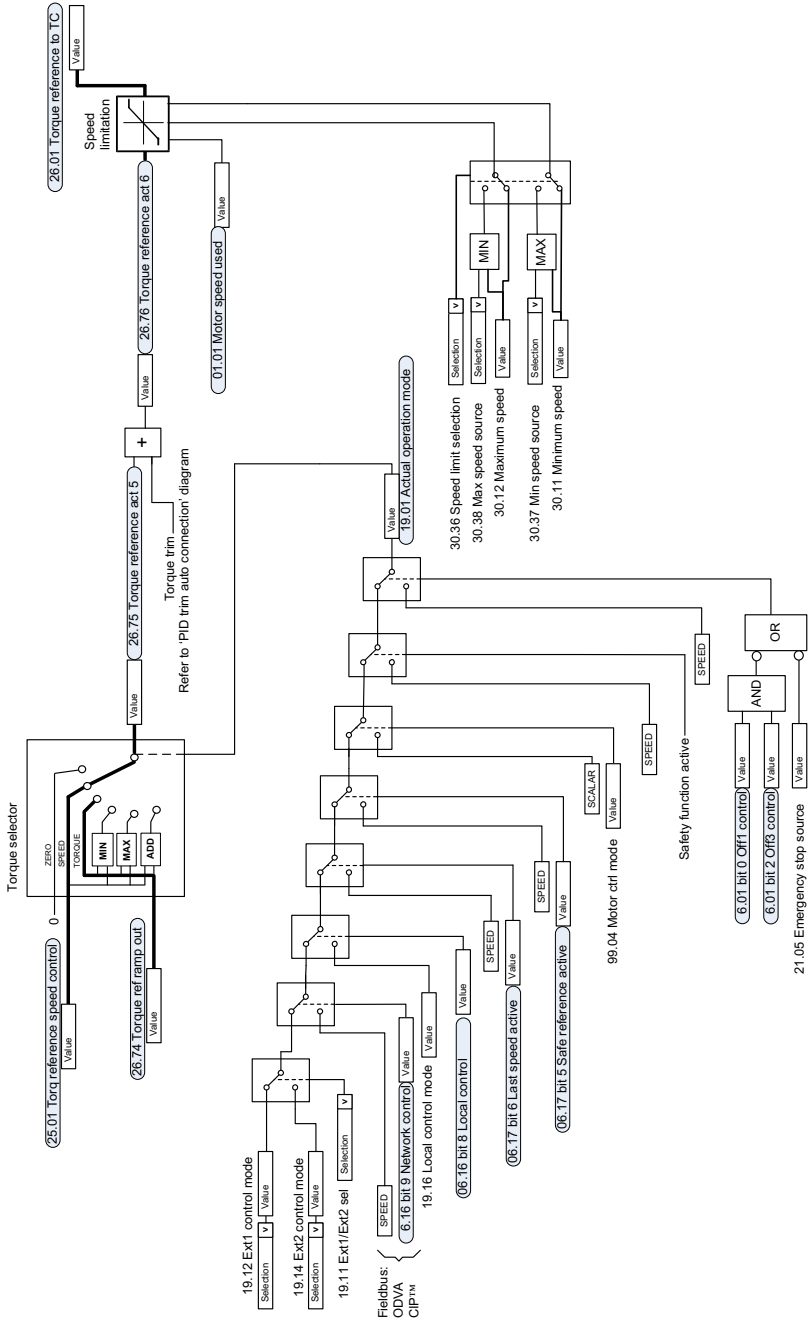 Torque selector
25.01 Torq reference speed control
Value
0
ZERO
SPEED
TORQUE
MIN
MAX
ADD
26.74 Torque ref ramp out
Value
Value
26.75 Torque reference act 5
+
Torque trim
Refer to 'PID trim auto connection' diagram
Value
26.76 Torque reference act 6
Speed
limitation
26.01 Torque reference to TC
Value
Value
01.01 Motor speed used
19.12 Ext1 control mode
Selection
v
Value
19.14 Ext2 control mode
Selection
v
Value
19.11 Ext1/Ext2 sel
Selection
v
Fieldbus:
ODVA
CIP™
SPEED
6.16 bit 9 Network control
Value
19.16 Local control mode
Value
06.16 bit 8 Local control
Value
SPEED
06.17 bit 6 Last speed active
Value
SPEED
06.17 bit 5 Safe reference active
Value
SCALAR
99.04 Motor ctrl mode
Value
SPEED
Safety function active
SPEED
6.01 bit 0 Off1 control
Value
6.01 bit 2 Off3 control
Value
AND
OR
21.05 Emergency stop source
Value
Value
19.01 Actual operation mode
30.36 Speed limit selection
Selection
v
30.38 Max speed source
Selection
v
MIN
30.12 Maximum speed
Value
30.37 Min speed source
Selection
v
MAX
30.11 Minimum speed
Value